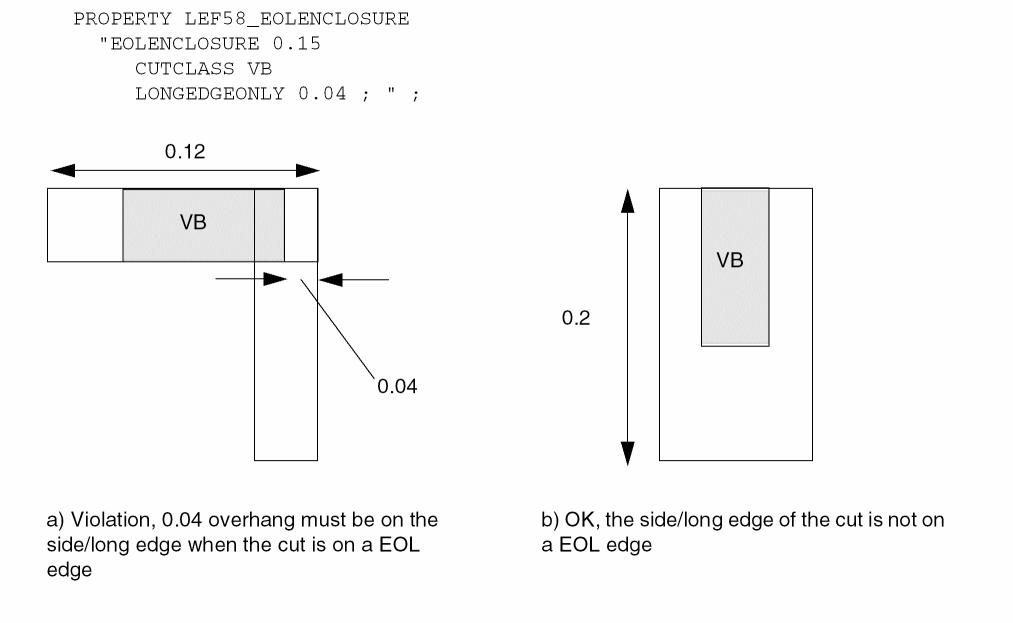 PROPERTY LEF58_EOLENCLOSURE
"EOLENCLOSURE 0.15
CUTCLASS VB
LONGEDGEONLY 0.04 ; " ;
0.12
VB
0.04
a) Violation, 0.04 overhang must be on the
side/long edge when the cut is on a EOL
edge
VB
0.2
b) OK, the side/long edge of the cut is not on
a EOL edge